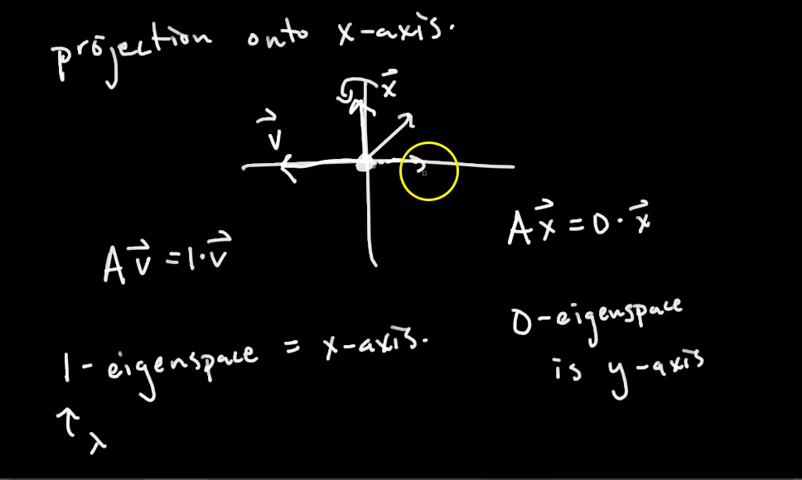 projection onto x-axis.
x⃗
v⃗
Av⃗ = 1·v⃗
Ax⃗ = 0·x⃗
1-eigenspace = x-axis.
↑
λ
0-eigenspace
is y-axis